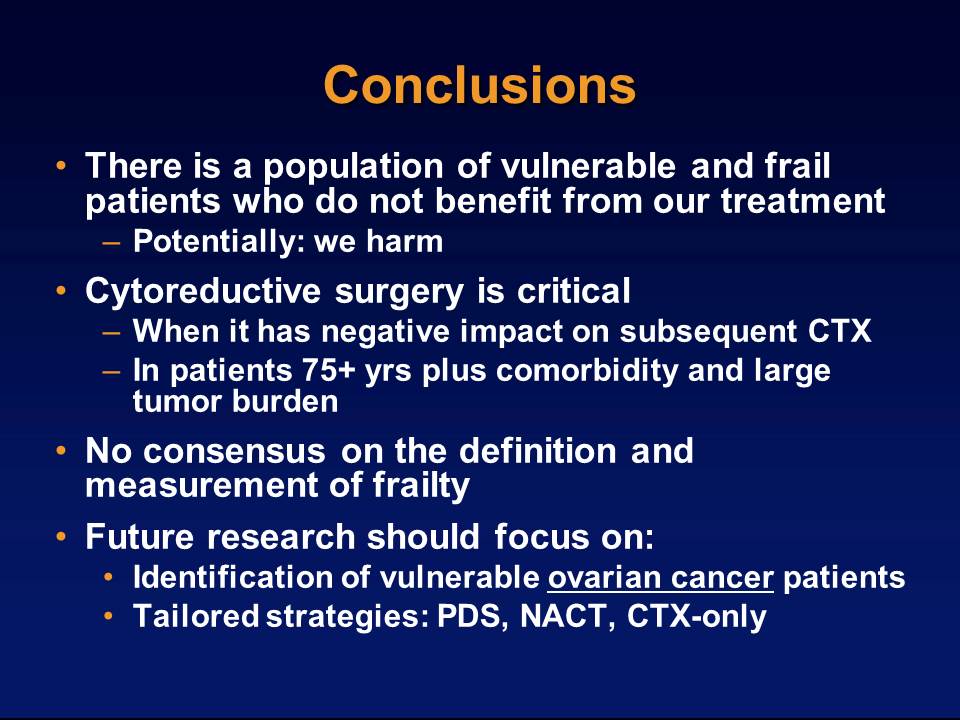 Conclusions
• There is a population of vulnerable and frail
patients who do not benefit from our treatment
– Potentially: we harm
• Cytoreductive surgery is critical
– When it has negative impact on subsequent CTX
– In patients 75+ yrs plus comorbidity and large
tumor burden
• No consensus on the definition and
measurement of frailty
• Future research should focus on:
• Identification of vulnerable ovarian cancer patients
• Tailored strategies: PDS, NACT, CTX-only